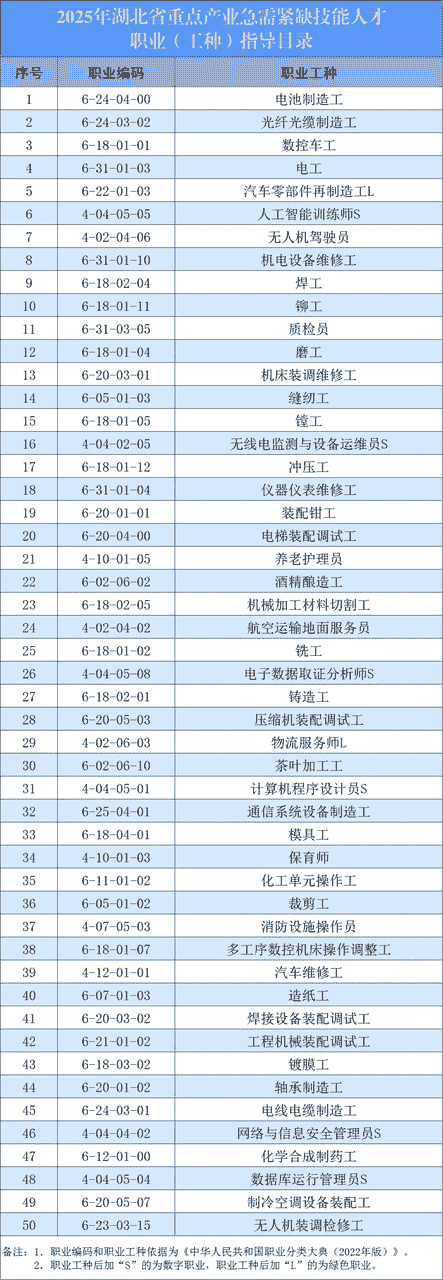 2025年湖北省重点产业急需紧缺技能人才
职业（工种）指导目录
序号 职业编码 职业工种
1 6-24-04-00 电池制造工
2 6-24-03-02 光纤光缆制造工
3 6-18-01-01 数控车工
4 6-31-01-03 电工
5 6-22-01-03 汽车零部件再制造工L
6 4-04-05-05 人工智能训练师S
7 4-02-04-06 无人机驾驶员
8 6-31-01-10 机电设备维修工
9 6-18-02-04 焊工
10 6-18-01-11 铆工
11 6-31-03-05 质检员
12 6-18-01-04 磨工
13 6-20-03-01 机床装调维修工
14 6-05-01-03 缝纫工
15 6-18-01-05 镗工
16 4-04-02-05 无线电监测与设备运维员S
17 6-18-01-12 冲压工
18 6-31-01-04 仪器仪表维修工
19 6-20-01-01 装配钳工
20 6-20-04-00 电梯装配调试工
21 4-10-01-05 养老护理员
22 6-02-06-02 酒精酿造工
23 6-18-02-05 机械加工材料切割工
24 4-02-04-02 航空运输地面服务员
25 6-18-01-02 铣工
26 4-04-05-08 电子数据取证分析师S
27 6-18-02-01 铸造工
28 6-20-05-03 压缩机装配调试工
29 4-02-06-03 物流服务师L
30 6-02-06-10 茶叶加工工
31 4-04-05-01 计算机程序设计员S
32 6-25-04-01 通信系统设备制造工
33 6-18-04-01 模具工
34 4-10-01-03 保育师
35 6-11-01-02 化工单元操作工
36 6-05-01-02 裁剪工
37 4-07-05-03 消防设施操作员
38 6-18-01-07 多工序数控机床操作调整工
39 4-12-01-01 汽车维修工
40 6-07-01-03 造纸工
41 6-20-03-02 焊接设备装配调试工
42 6-21-01-02 工程机械装配调试工
43 6-18-03-02 镀膜工
44 6-20-01-02 轴承制造工
45 6-24-03-01 电线电缆制造工
46 4-04-04-02 网络与信息安全管理员S
47 6-12-01-00 化学合成制药工
48 4-04-05-04 数据库运行管理员S
49 6-20-05-07 制冷空调设备装配工
50 6-23-03-15 无人机装调检修工
备注：1．职业编码和职业工种依据为《中华人民共和国职业分类大典（2022年版）》。
2．职业工种后加“S”的为数字职业，职业工种后加“L”的为绿色职业。